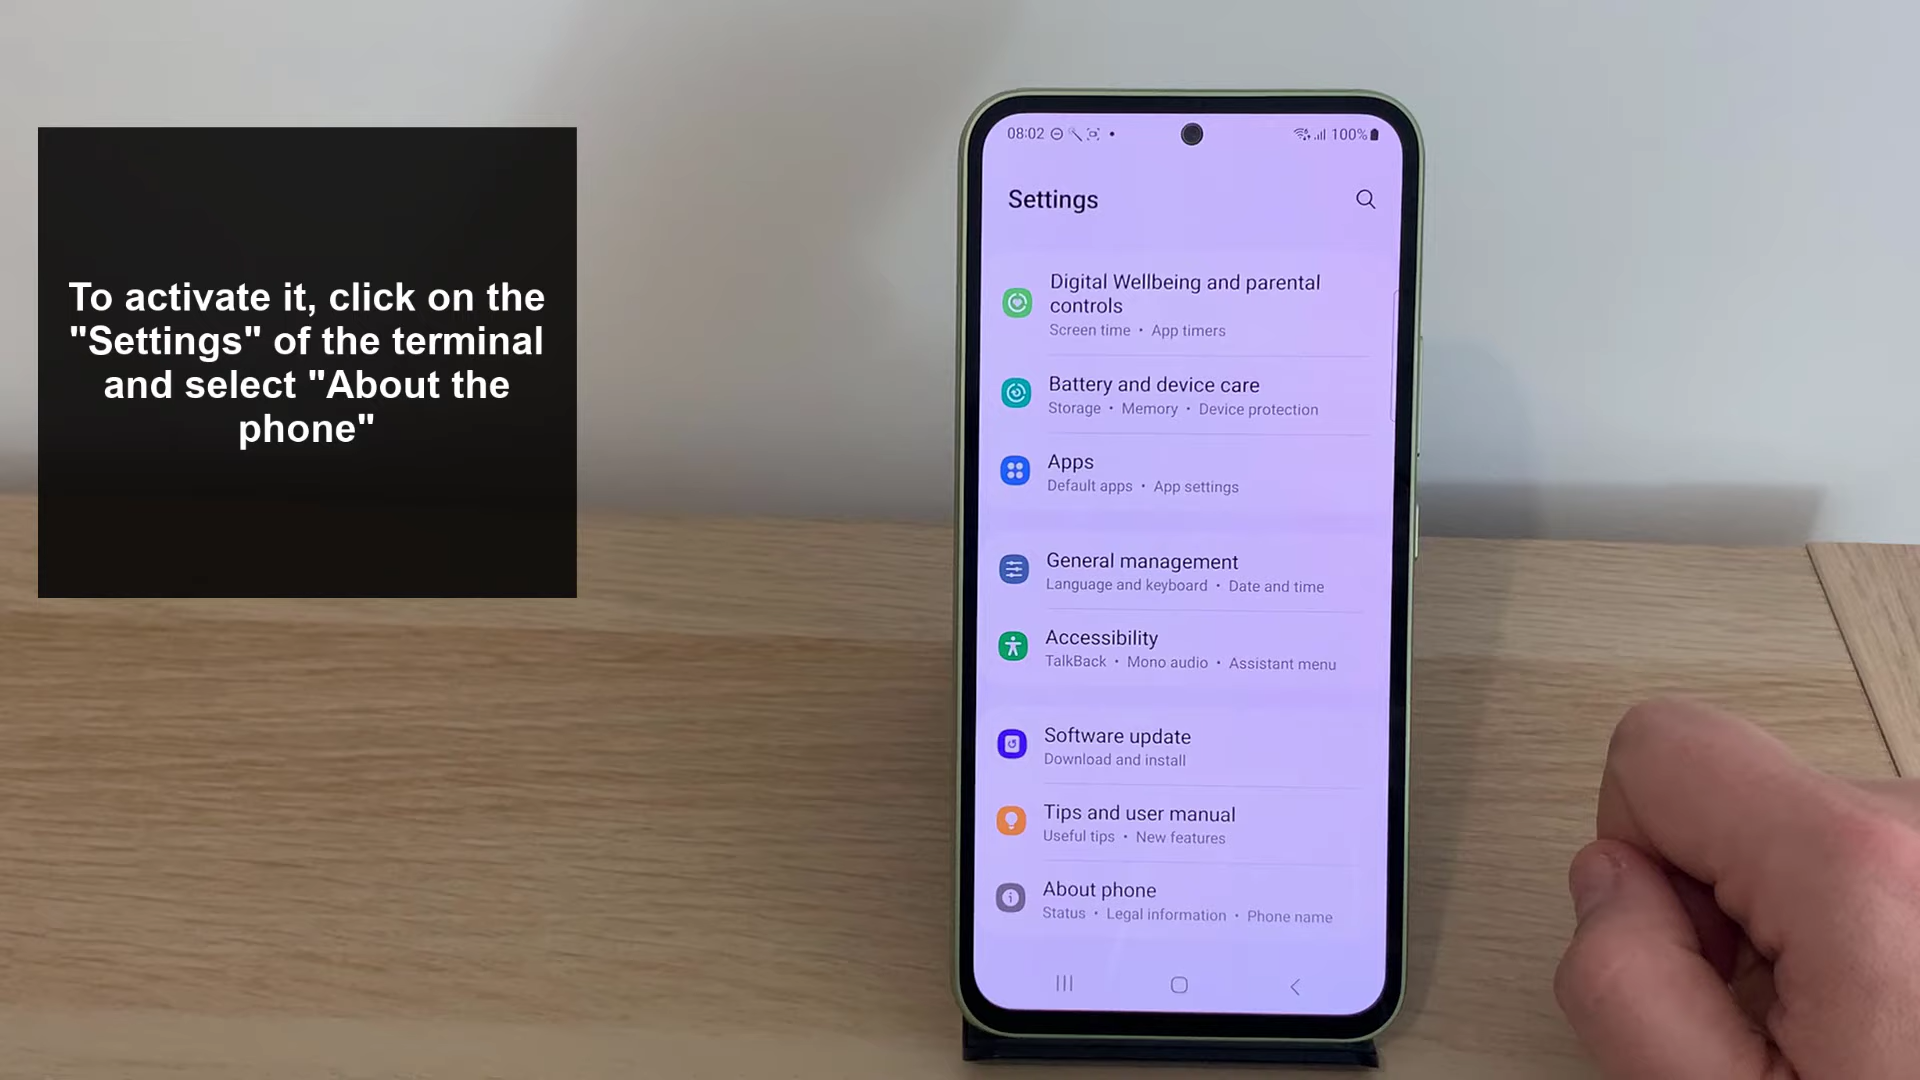 To activate it, click on the
"Settings" of the terminal
and select "About the
phone"
08:02
100%
Settings
Digital Wellbeing and parental
controls
Screen time • App timers
Battery and device care
Storage • Memory • Device protection
Apps
Default apps • App settings
General management
Language and keyboard • Date and time
Accessibility
TalkBack • Mono audio • Assistant menu
Software update
Download and install
Tips and user manual
Useful tips • New features
About phone
Status • Legal information • Phone name